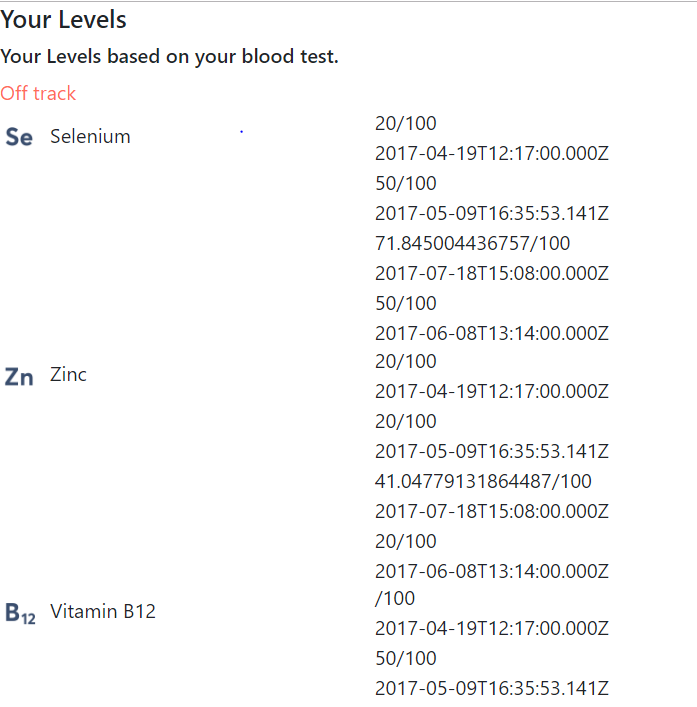 Your Levels
Your Levels based on your blood test.
Off track
Se Selenium
20/100
2017-04-19T12:17:00.000Z
50/100
2017-05-09T16:35:53.141Z
71.845004436757/100
2017-07-18T15:08:00.000Z
50/100
2017-06-08T13:14:00.000Z
Zn Zinc
20/100
2017-04-19T12:17:00.000Z
20/100
2017-05-09T16:35:53.141Z
41.04779131864487/100
2017-07-18T15:08:00.000Z
20/100
2017-06-08T13:14:00.000Z
B12 Vitamin B12
/100
2017-04-19T12:17:00.000Z
50/100
2017-05-09T16:35:53.141Z